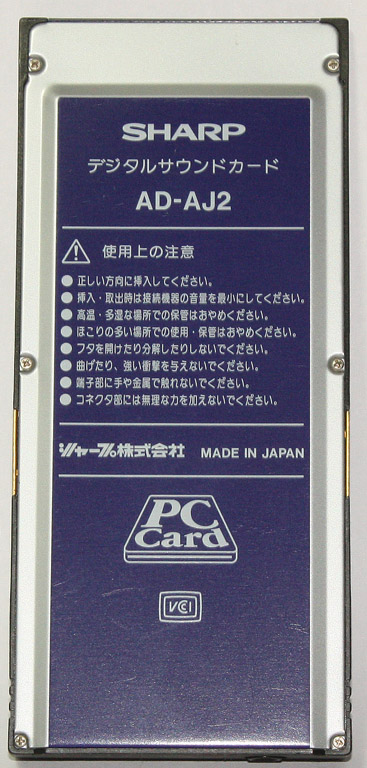 SHARP
デジタルサウンドカード
AD-AJ2
使用上の注意
● 正しい方向に挿入してください。
● 挿入・取出時は接続機器の音量を最小にしてください。
● 高温・多湿な場所での保管はおやめください。
● ほこりの多い場所での使用・保管はおやめください。
● フタを開けたり分解したりしないでください。
● 曲げたり、強い衝撃を与えないでください。
● 端子部に手や金属で触れないでください。
● コネクタ部には無理な力を加えないでください。
シャープ株式会社 MADE IN JAPAN
PC
Card
VCI